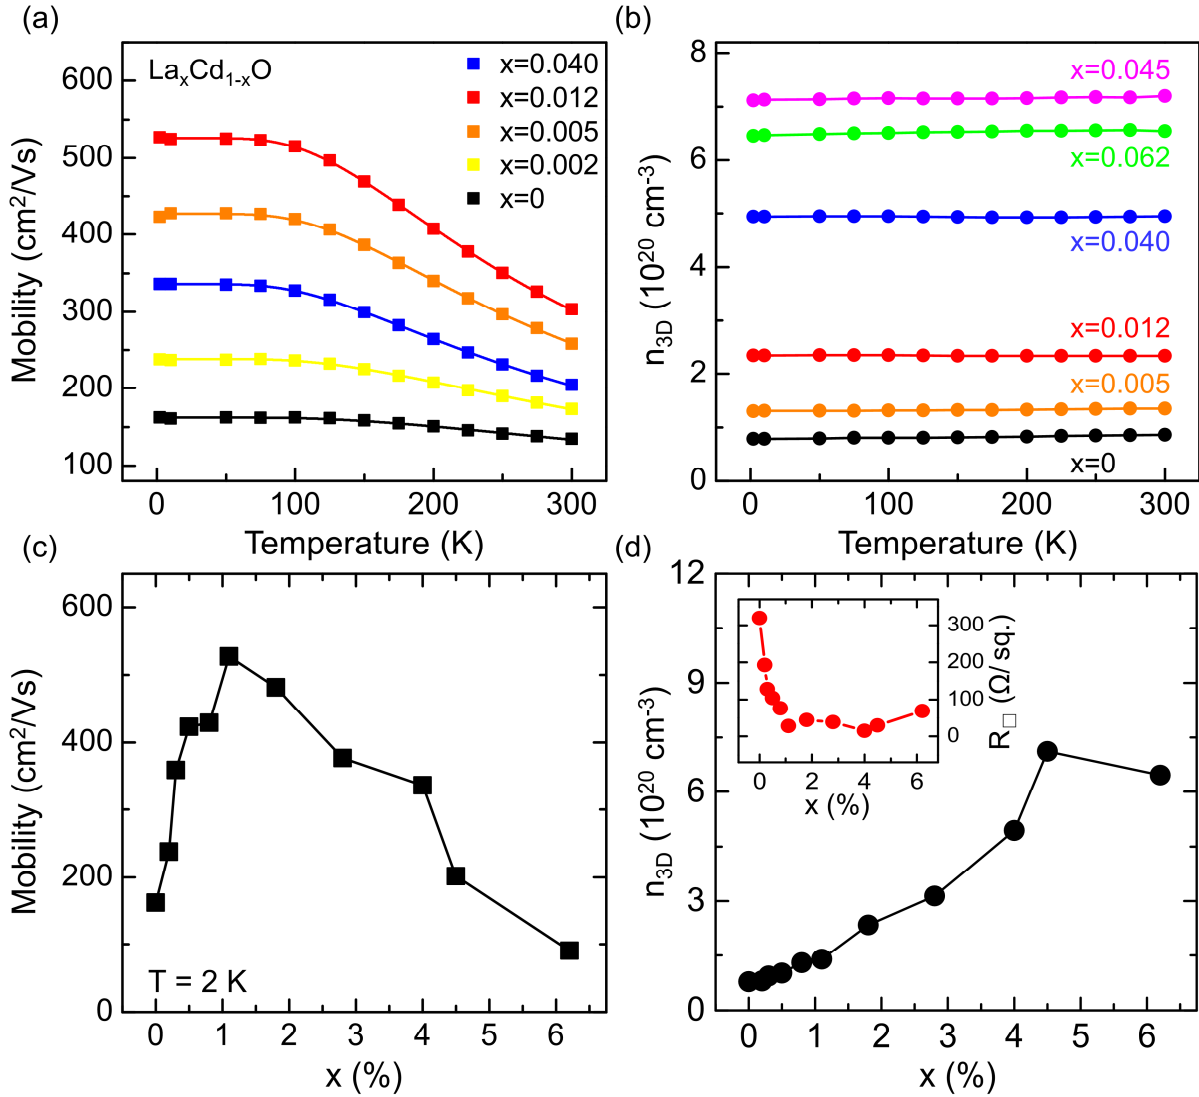 (a)
Mobility (cm²/Vs)
600
500
400
300
200
100
LaₓCd₁₋ₓO
x=0.040
x=0.012
x=0.005
x=0.002
x=0
0 100 200 300
Temperature (K)
(b)
n₃D (10²⁰ cm-³)
8
6
4
2
0
x=0.045
x=0.062
x=0.040
x=0.012
x=0.005
x=0
0 100 200 300
Temperature (K)
(c)
Mobility (cm²/Vs)
600
400
200
0
T = 2 K
0 1 2 3 4 5 6
x (%)
(d)
n₃D (10²⁰ cm-³)
12
9
6
3
0
300
200
100
0
R□ (Ω/ sq.)
0 2 4 6
x (%)
0 1 2 3 4 5 6
x (%)